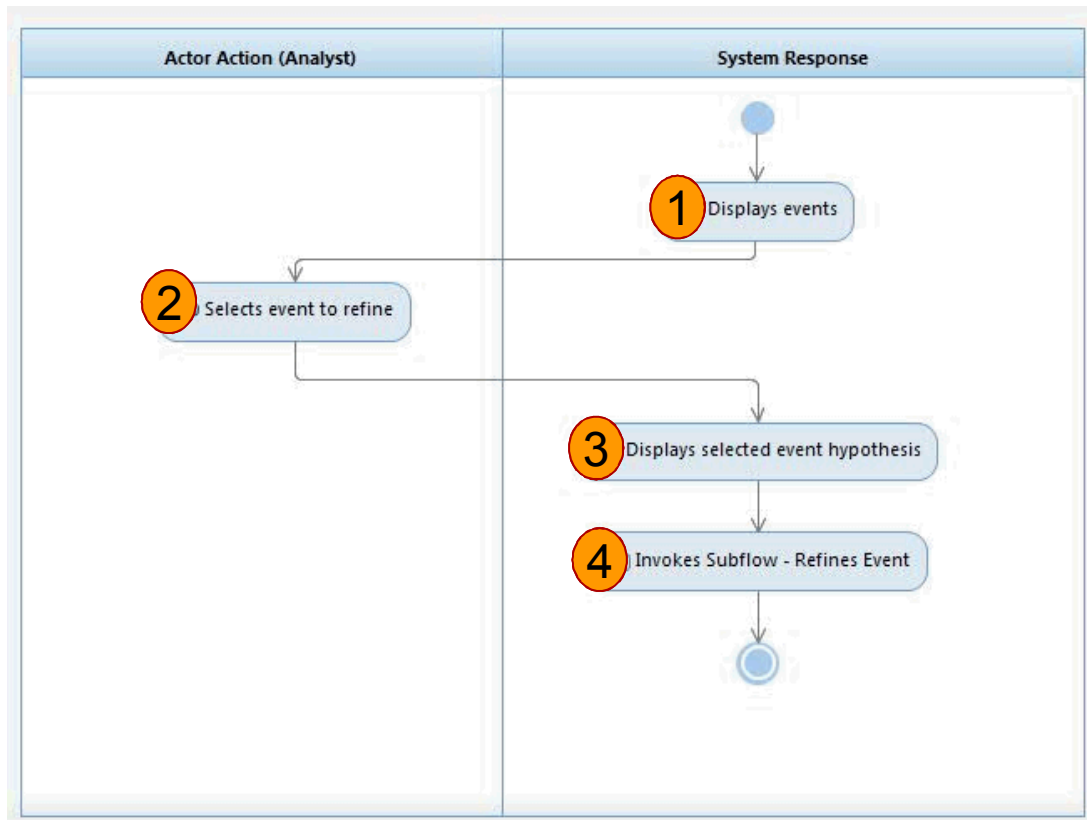 Actor Action (Analyst)
System Response
1 Displays events
2 Selects event to refine
3 Displays selected event hypothesis
4 Invokes Subflow - Refines Event